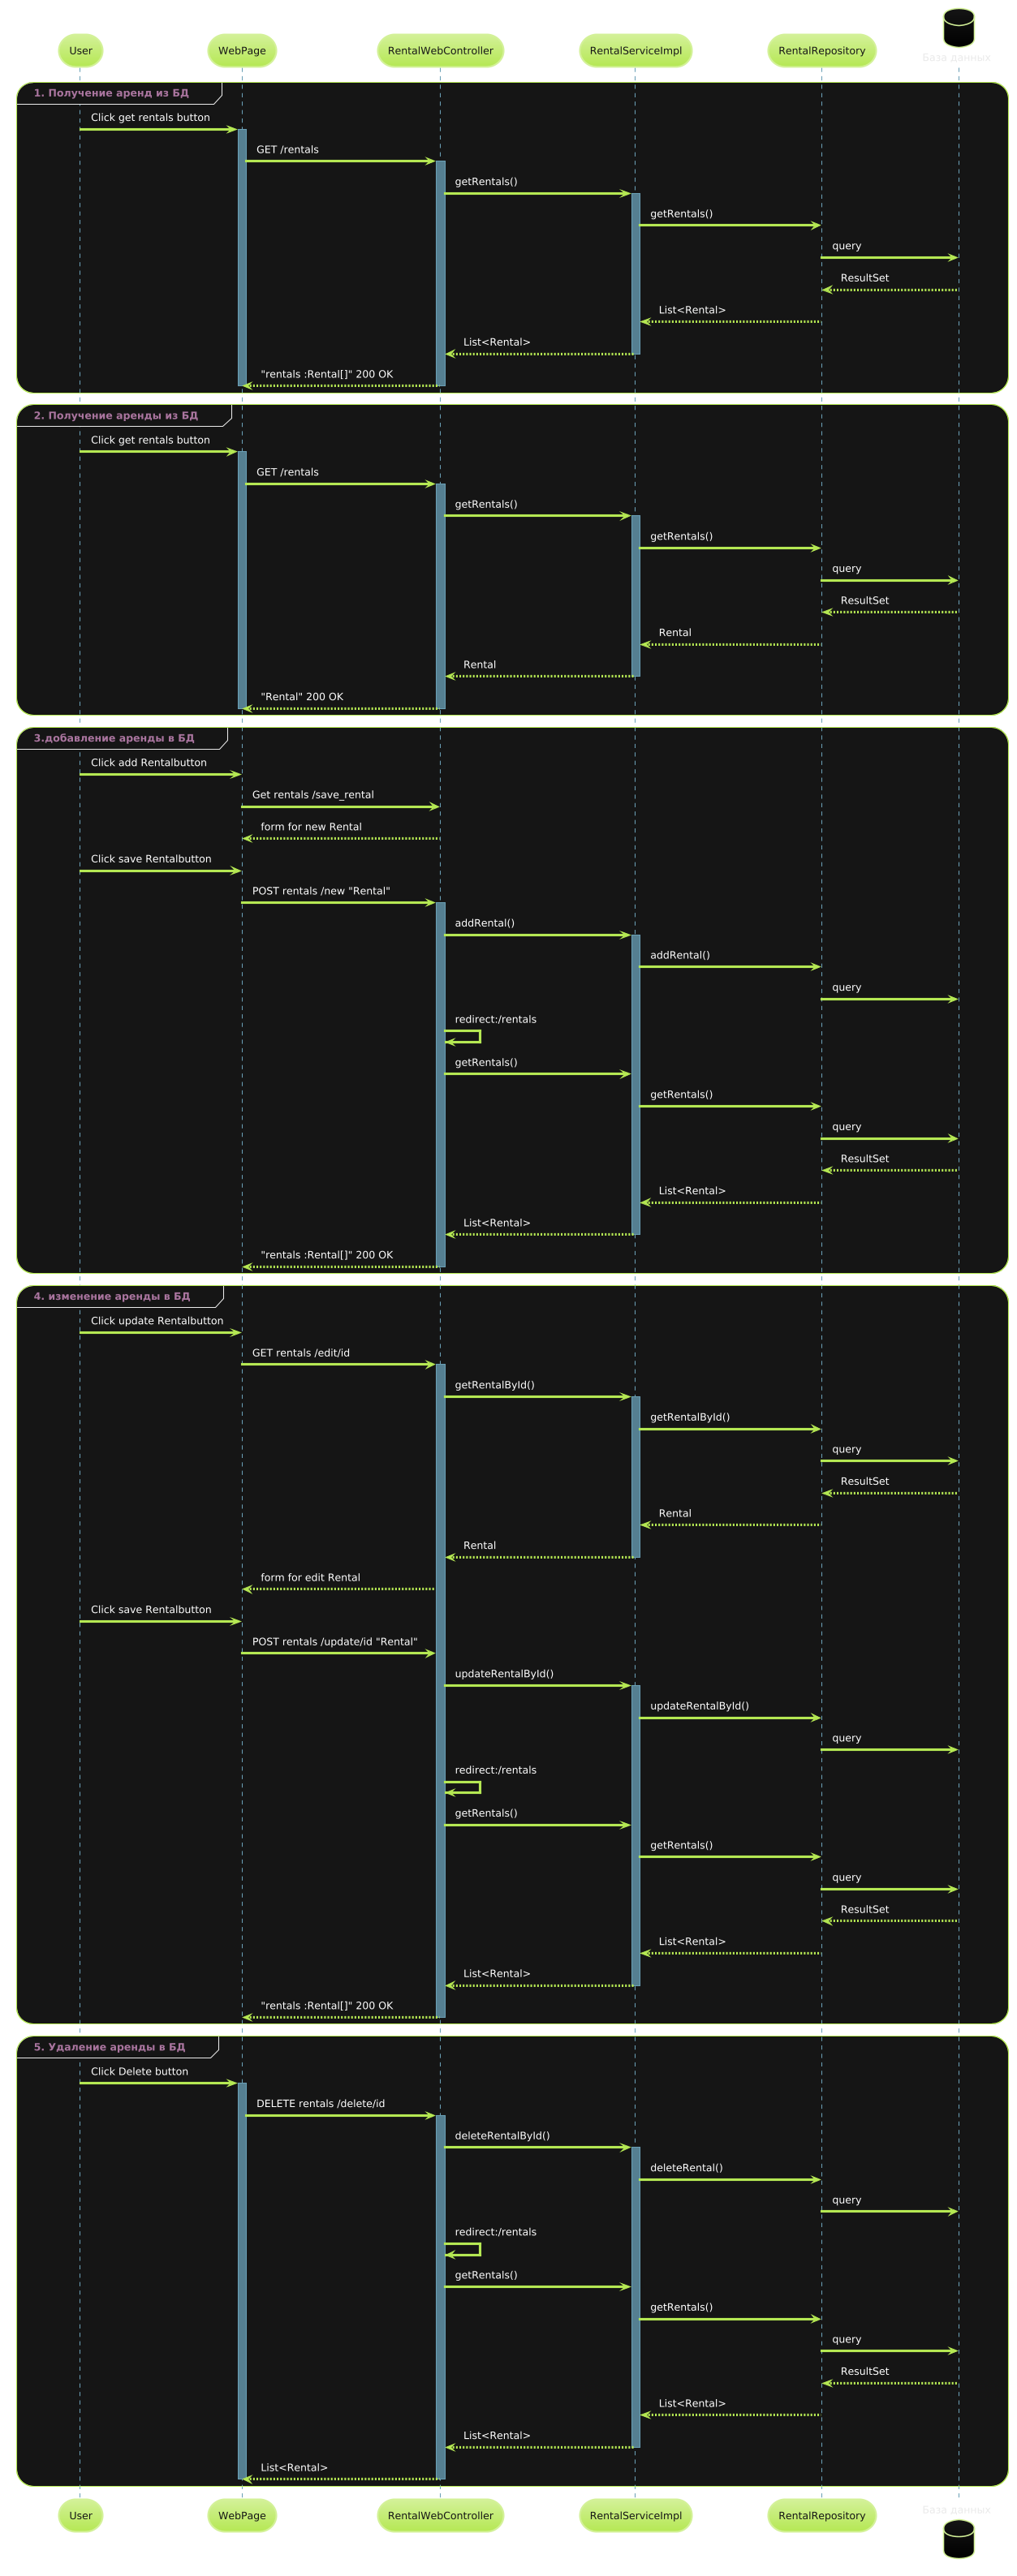 User
WebPage
RentalWebController
RentalServiceImpl
RentalRepository
База данных
1. Получение аренд из БД
Click get rentals button
GET /rentals
getRentals()
getRentals()
query
ResultSet
List<Rental>
List<Rental>
"rentals :Rental[]" 200 OK
2. Получение аренды из БД
Click get rentals button
GET /rentals
getRentals()
getRentals()
query
ResultSet
Rental
Rental
"Rental" 200 OK
3.добавление аренды в БД
Click add Rentalbutton
Get rentals /save_rental
form for new Rental
Click save Rentalbutton
POST rentals /new "Rental"
addRental()
addRental()
query
redirect:/rentals
getRentals()
getRentals()
query
ResultSet
List<Rental>
List<Rental>
"rentals :Rental[]" 200 OK
4. изменение аренды в БД
Click update Rentalbutton
GET rentals /edit/id
getRentalById()
getRentalById()
query
ResultSet
Rental
Rental
form for edit Rental
Click save Rentalbutton
POST rentals /update/id "Rental"
updateRentalById()
updateRentalById()
query
redirect:/rentals
getRentals()
getRentals()
query
ResultSet
List<Rental>
List<Rental>
"rentals :Rental[]" 200 OK
5. Удаление аренды в БД
Click Delete button
DELETE rentals /delete/id
deleteRentalById()
deleteRental()
query
redirect:/rentals
getRentals()
getRentals()
query
ResultSet
List<Rental>
List<Rental>
List<Rental>
User
WebPage
RentalWebController
RentalServiceImpl
RentalRepository
База данных